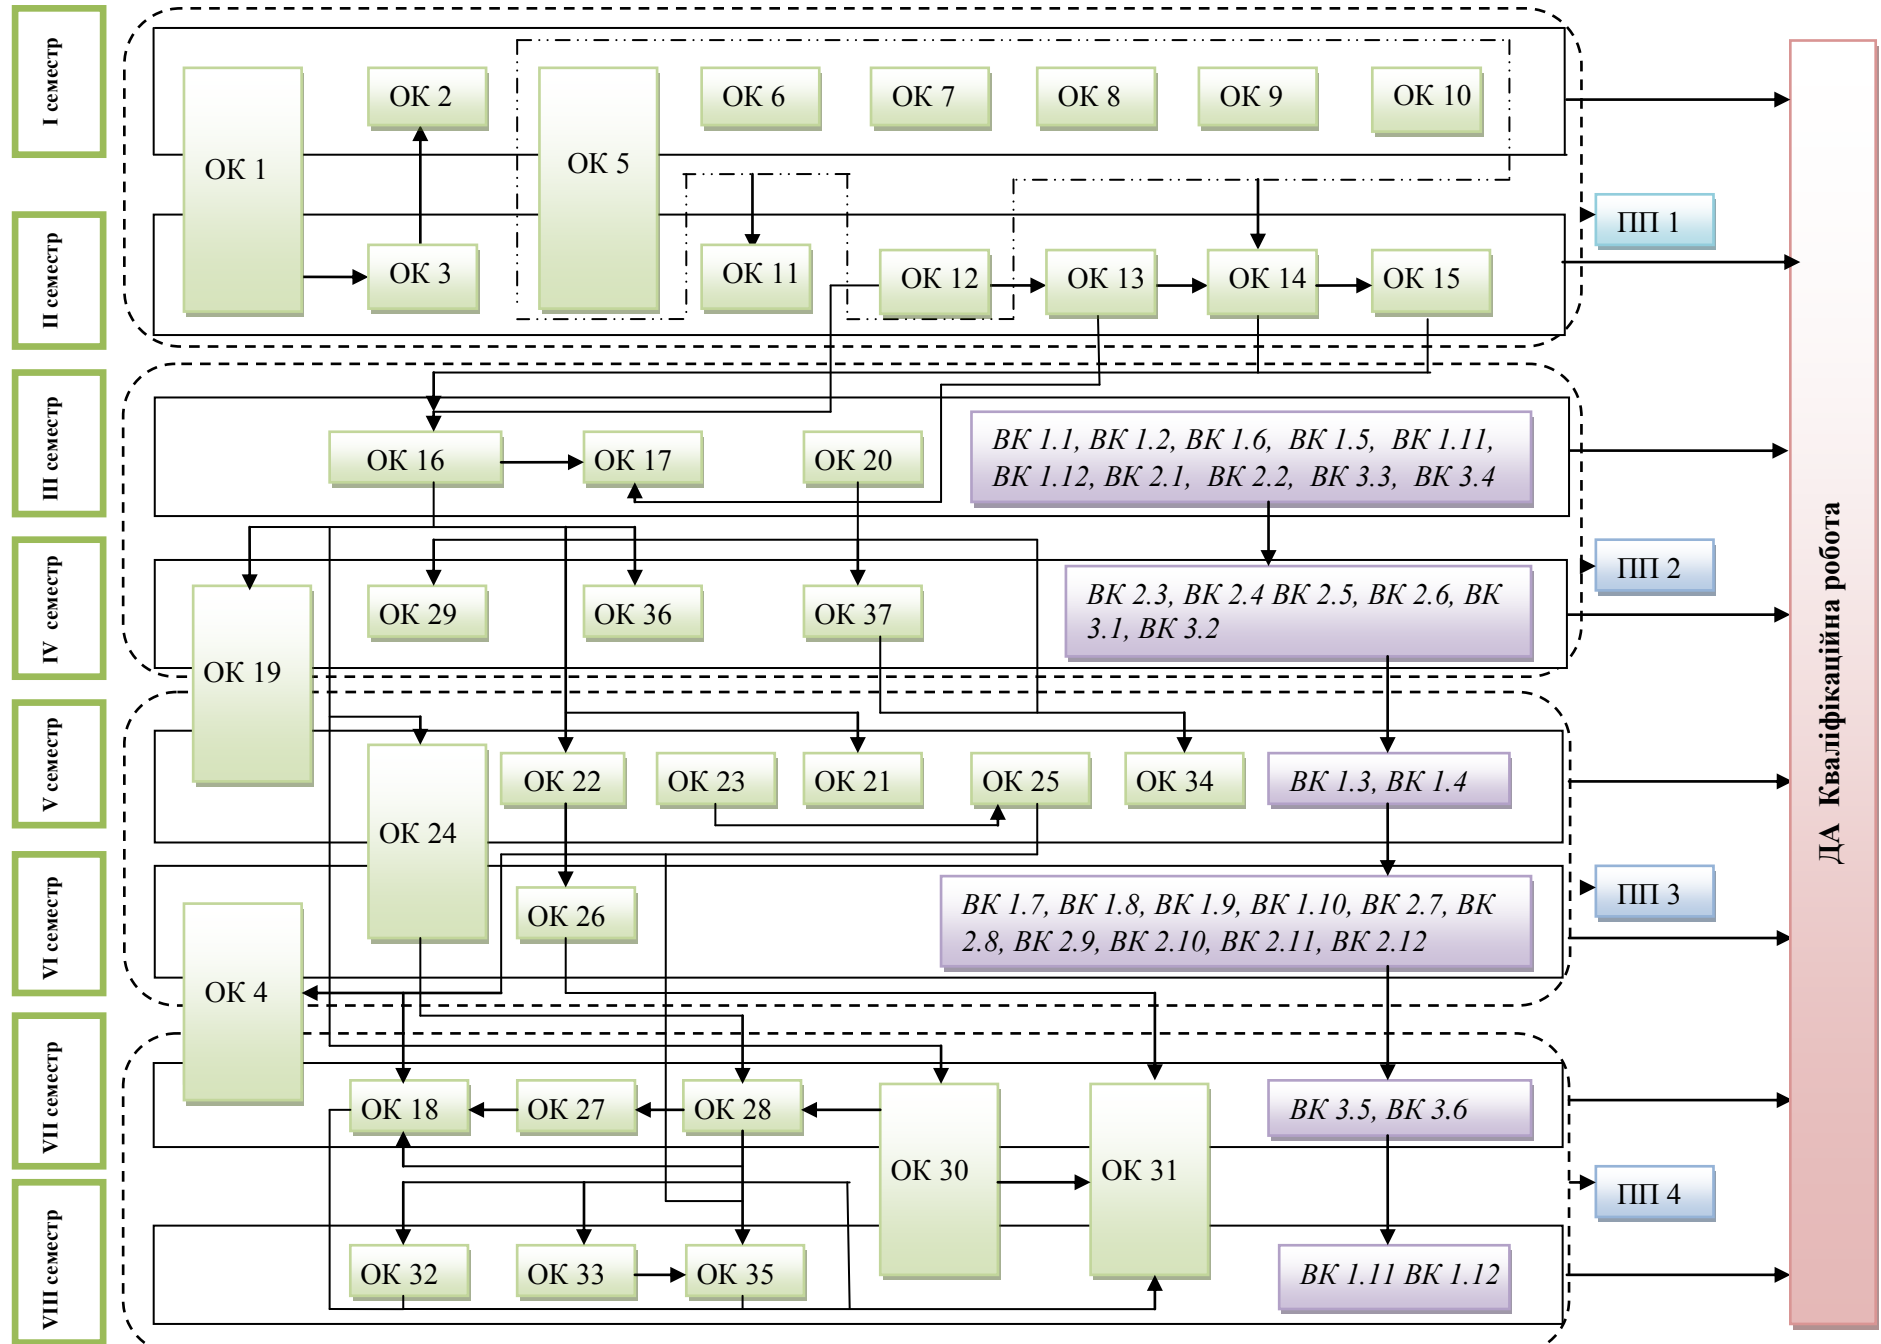 I семестр
ОК 1
ОК 2
ОК 5
ОК 6
ОК 7
ОК 8
ОК 9
ОК 10
II семестр
ОК 3
ОК 11
ОК 12
ОК 13
ОК 14
ОК 15
ПП 1
III семестр
ОК 16
ОК 17
ОК 20
ВК 1.1, ВК 1.2, ВК 1.6, ВК 1.5, ВК 1.11,
ВК 1.12, ВК 2.1, ВК 2.2, ВК 3.3, ВК 3.4
IV семестр
ОК 19
ОК 29
ОК 36
ОК 37
ВК 2.3, ВК 2.4 ВК 2.5, ВК 2.6, ВК
3.1, ВК 3.2
ПП 2
V семестр
ОК 24
ОК 22
ОК 23
ОК 21
ОК 25
ОК 34
ВК 1.3, ВК 1.4
VI семестр
ОК 4
ОК 26
ВК 1.7, ВК 1.8, ВК 1.9, ВК 1.10, ВК 2.7, ВК
2.8, ВК 2.9, ВК 2.10, ВК 2.11, ВК 2.12
ПП 3
VII семестр
ОК 18
ОК 27
ОК 28
ОК 30
ОК 31
ВК 3.5, ВК 3.6
VIII семестр
ОК 32
ОК 33
ОК 35
ВК 1.11 ВК 1.12
ПП 4
ДА Кваліфікаційна робота